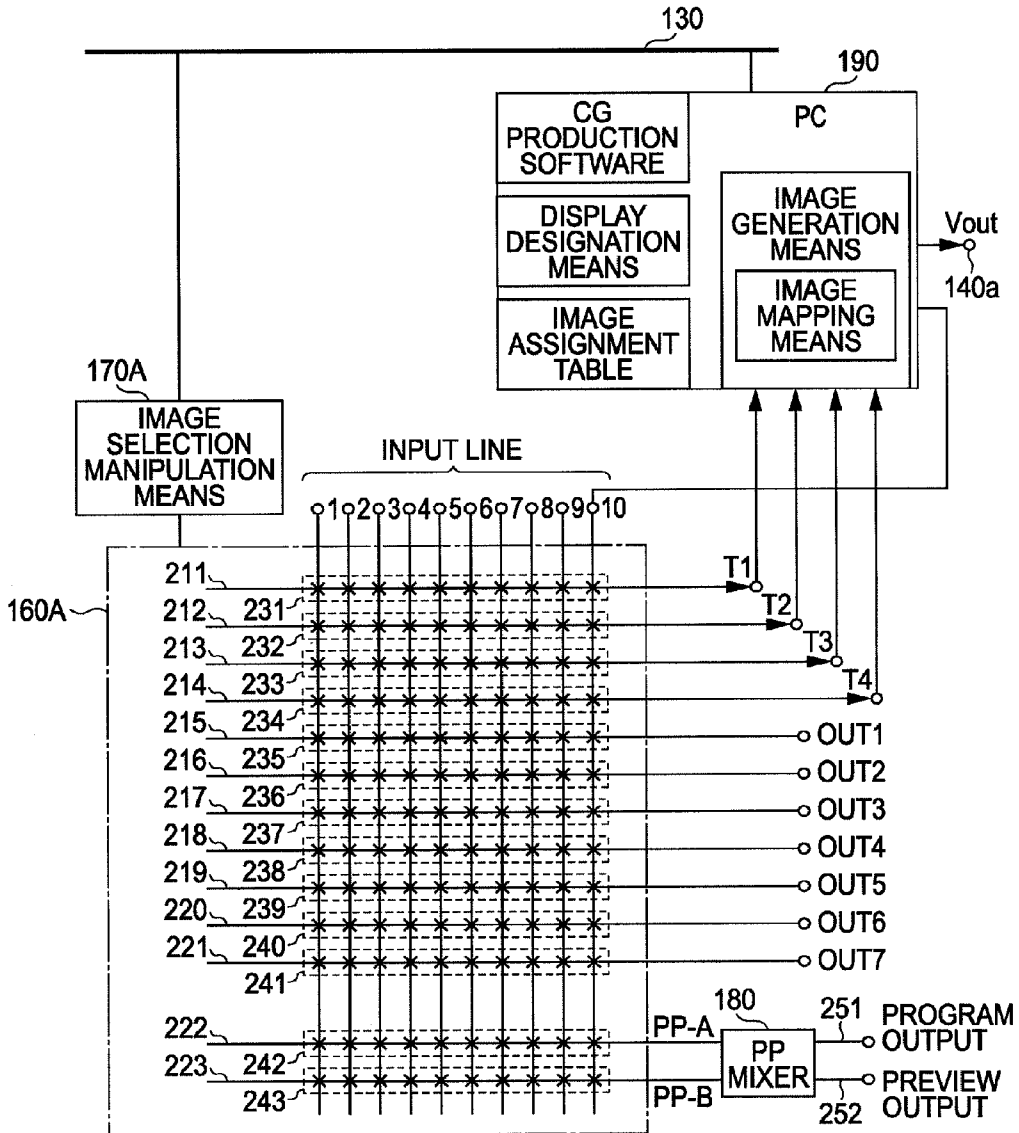 130
190
PC
CG
PRODUCTION
SOFTWARE
DISPLAY
DESIGNATION
MEANS
IMAGE
ASSIGNMENT
TABLE
IMAGE
GENERATION
MEANS
IMAGE
MAPPING
MEANS
Vout
140a
170A
IMAGE
SELECTION
MANIPULATION
MEANS
INPUT LINE
1 2 3 4 5 6 7 8 9 10
160A
211
231
T1
212
232
T2
213
233
T3
214
234
T4
215
235
OUT1
216
236
OUT2
217
237
OUT3
218
238
OUT4
219
239
OUT5
220
240
OUT6
221
241
OUT7
222
242
PP-A
223
243
PP-B
180
PP
MIXER
251
PROGRAM
OUTPUT
252
PREVIEW
OUTPUT